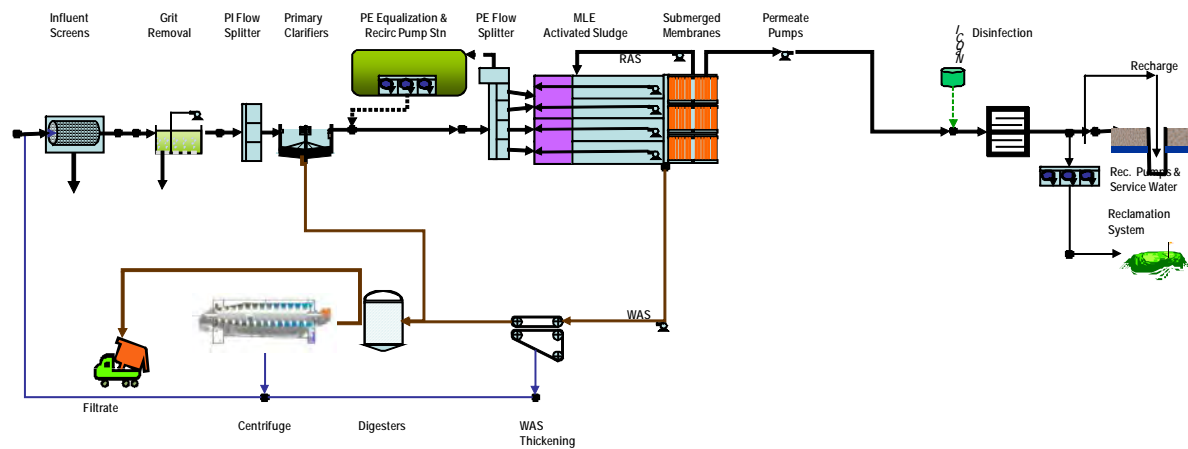 Influent
Screens
Grit
Removal
PI Flow
Splitter
Primary
Clarifiers
PE Equalization &
Recirc Pump Stn
PE Flow
Splitter
MLE
Activated Sludge
Submerged
Membranes
Permeate
Pumps
Disinfection
RAS
Recharge
Rec. Pumps &
Service Water
Reclamation
System
WAS
Filtrate
Centrifuge
Digesters
WAS
Thickening